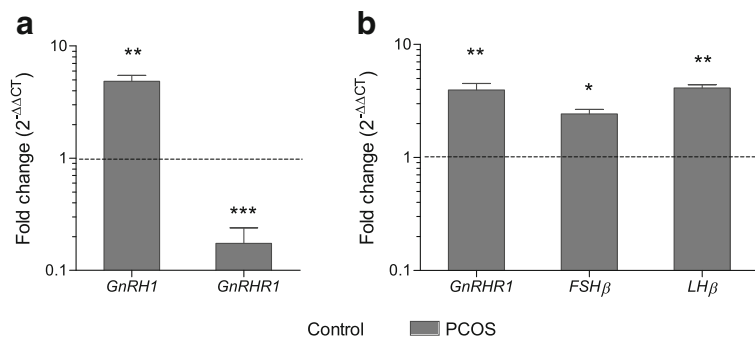 a
**
***
10
1
0.1
Fold change (2^-ΔΔCT)
GnRH1 GnRHR1
b
** * **
10
1
0.1
Fold change (2^-ΔΔCT)
GnRHR1 FSHβ LHβ
Control PCOS